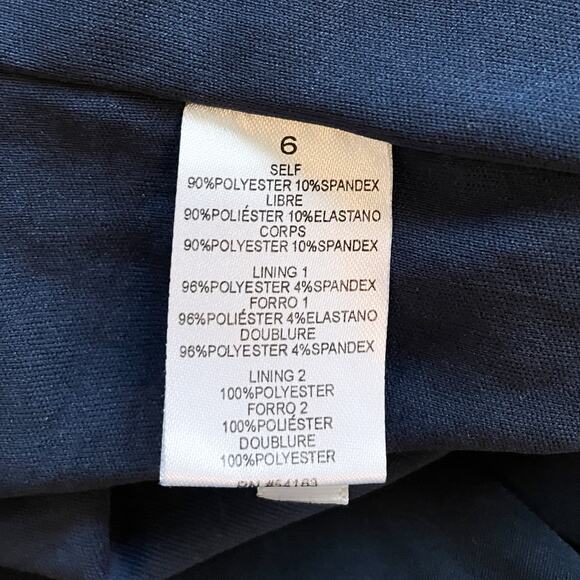 6
SELF
90%POLYESTER 10%SPANDEX
LIBRE
90%POLIÉSTER 10%ELASTANO
CORPS
90%POLYESTER 10%SPANDEX
LINING 1
96%POLYESTER 4%SPANDEX
FORRO 1
96%POLIÉSTER 4%ELASTANO
DOUBLURE
96%POLYESTER 4%SPANDEX
LINING 2
100%POLYESTER
FORRO 2
100%POLIÉSTER
DOUBLURE
100%POLYESTER
RN #64183